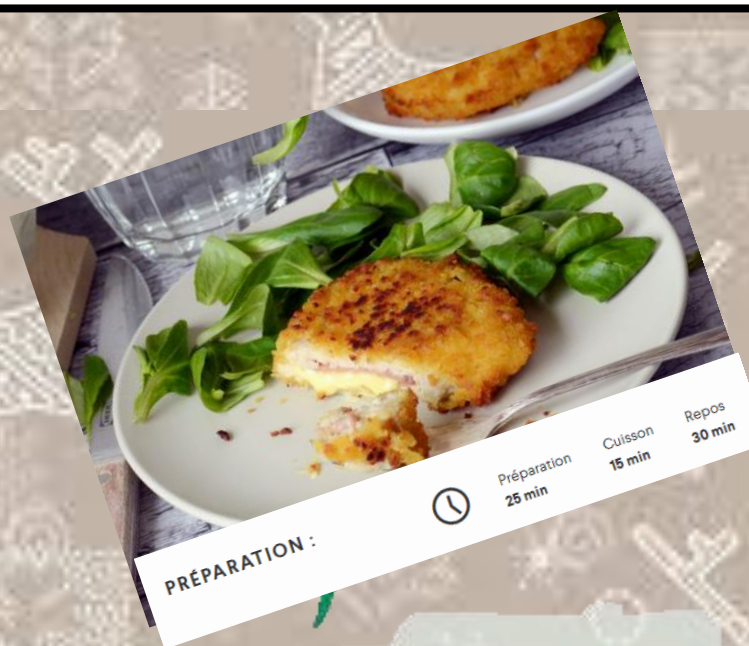 PRÉPARATION :
Préparation
25 min
Cuisson
15 min
Repos
30 min